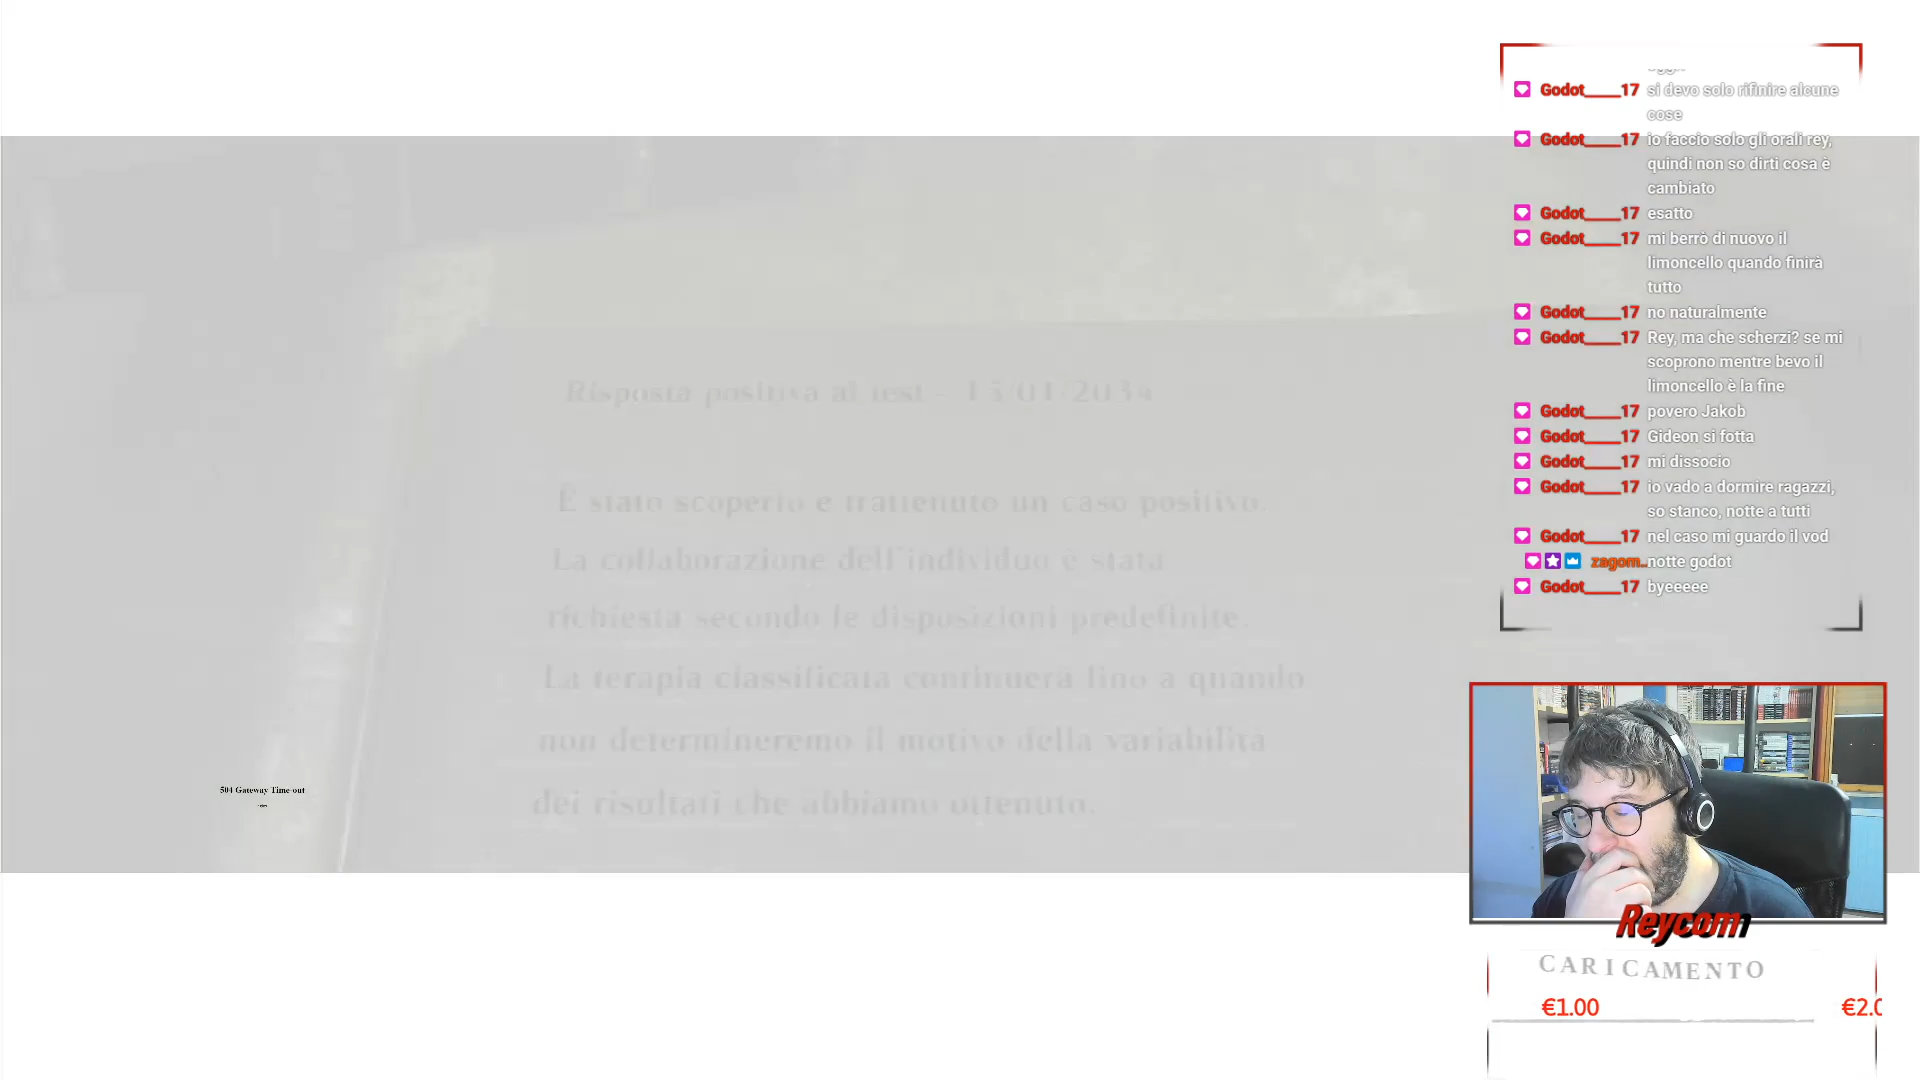 si devo solo rifinire alcune
cose
Godot____17
io faccio solo gli orali rey,
quindi non so dirti cosa è
cambiato
Godot____17
esatto
Godot____17
mi berrò di nuovo il
limoncello quando finirà
tutto
Godot____17
no naturalmente
Godot____17
Rey, ma che scherzi? se mi
scoprono mentre bevo il
limoncello è la fine
Godot____17
povero Jakob
Godot____17
Gideon si fotta
Godot____17
mi dissocio
Godot____17
io vado a dormire ragazzi,
so stanco, notte a tutti
Godot____17
nel caso mi guardo il vod
Godot____17
zagom..
notte godot
Godot____17
byeeeee
Risposta positiva al test -
È stato scoperto e trattenuto un caso positivo.
La collaborazione dell'individuo è stata
richiesta secondo le disposizioni predefinite.
La terapia classificata continuerà fino a quando
non determineremo il motivo della variabilità
dei risultati che abbiamo ottenuto.
504 Gateway Time-out
Reycom
CARICAMENTO
€1.00